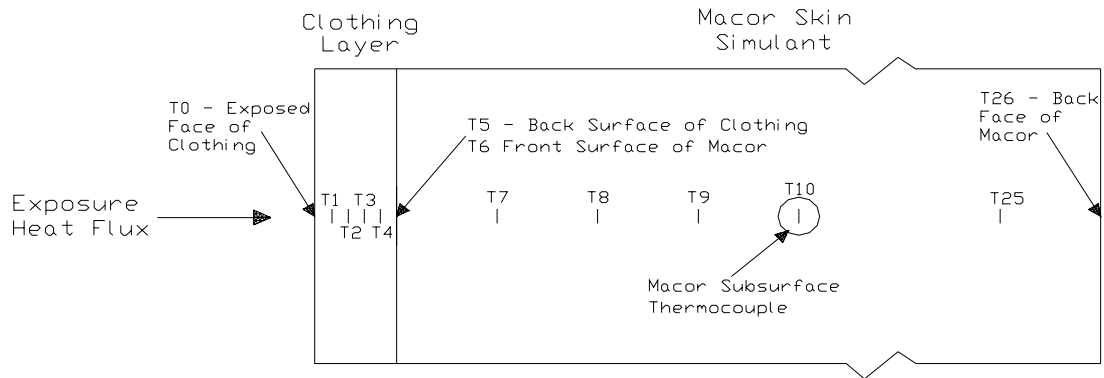 Clothing
Layer
Macor Skin
Simulant
T0 - Exposed
Face of
Clothing
T5 - Back Surface of Clothing
T6 Front Surface of Macor
T26 - Back
Face of
Macor
Exposure
Heat Flux
T1 T3
T2 T4
T7
T8
T9
T10
T25
Macor Subsurface
Thermocouple